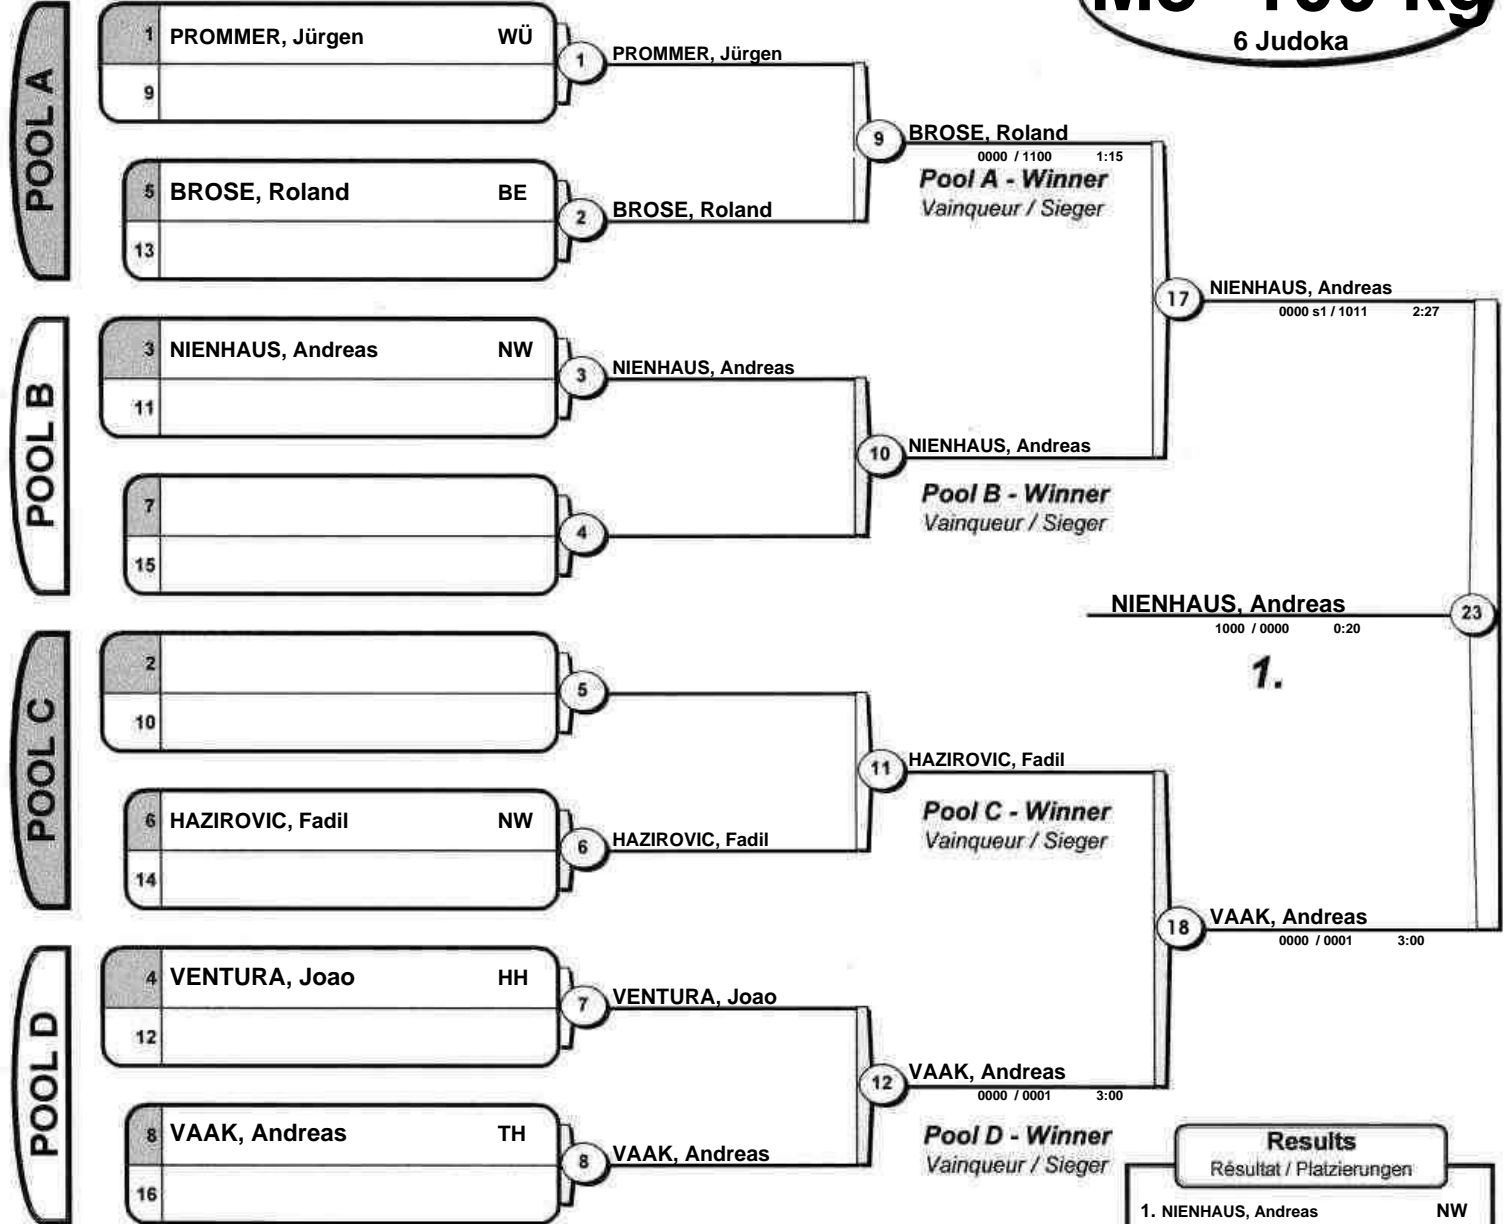 6 Judoka
POOL A
1 PROMMER, Jürgen WÜ
9
1 PROMMER, Jürgen
5 BROSE, Roland BE
13
2 BROSE, Roland
9 BROSE, Roland
0000 / 1100 1:15
Pool A - Winner
Vainqueur / Sieger
POOL B
3 NIENHAUS, Andreas NW
11
3 NIENHAUS, Andreas
7
15
4
10 NIENHAUS, Andreas
Pool B - Winner
Vainqueur / Sieger
17 NIENHAUS, Andreas
0000 s1 / 1011 2:27
NIENHAUS, Andreas 23
1000 / 0000 0:20
1.
POOL C
2
10
5
6 HAZIROVIC, Fadil NW
14
6 HAZIROVIC, Fadil
11 HAZIROVIC, Fadil
Pool C - Winner
Vainqueur / Sieger
18 VAAK, Andreas
0000 / 0001 3:00
POOL D
4 VENTURA, Joao HH
12
7 VENTURA, Joao
8 VAAK, Andreas TH
16
8 VAAK, Andreas
12 VAAK, Andreas
0000 / 0001 3:00
Pool D - Winner
Vainqueur / Sieger
Results
Résultat / Platzierungen
1. NIENHAUS, Andreas NW